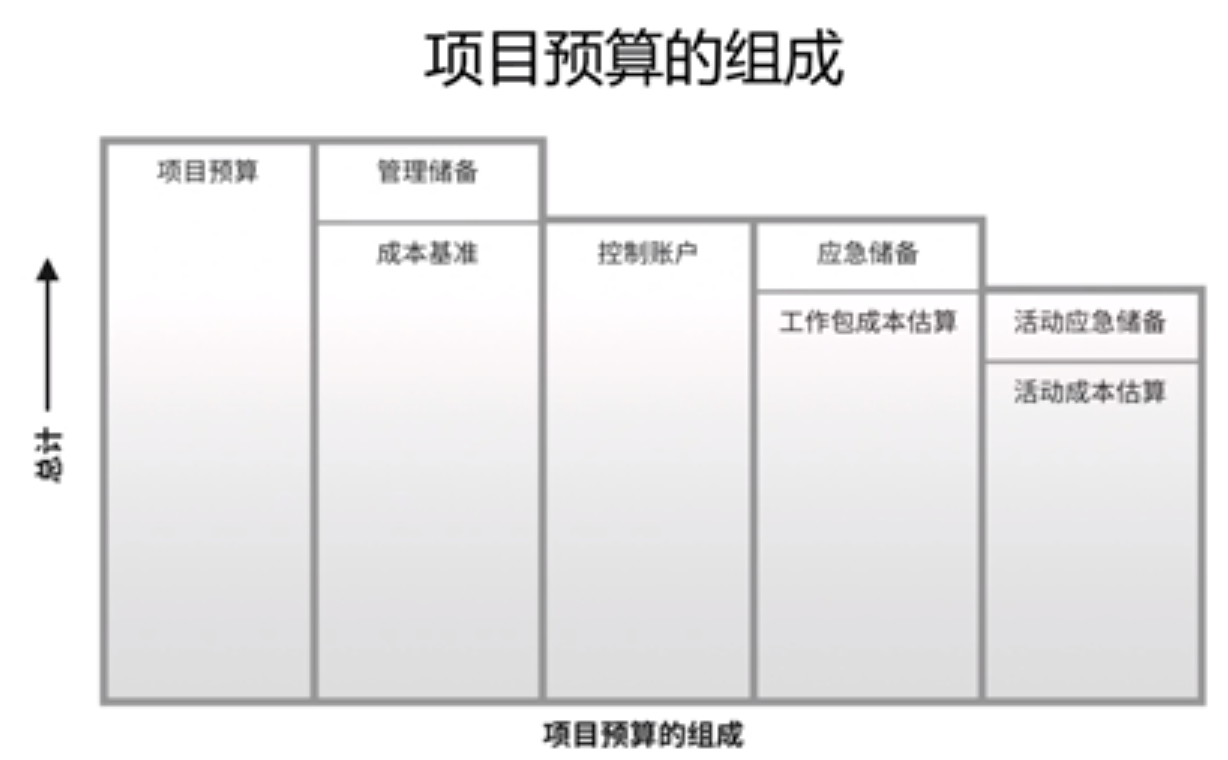 项目预算的组成
项目预算
管理储备
成本基准
控制账户
应急储备
工作包成本估算
活动应急储备
活动成本估算
总计
项目预算的组成